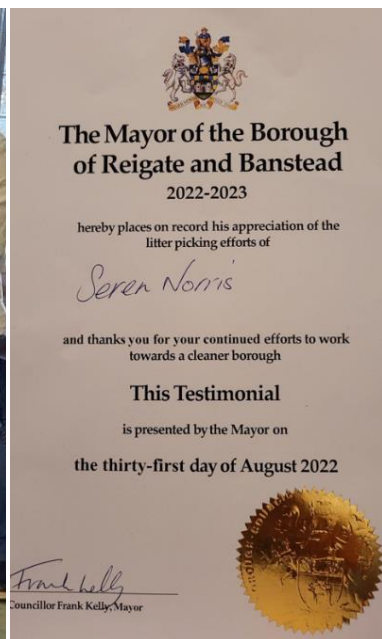 The Mayor of the Borough
of Reigate and Banstead
2022-2023
hereby places on record his appreciation of the
litter picking efforts of
Seren Norris
and thanks you for your continued efforts to work
towards a cleaner borough
This Testimonial
is presented by the Mayor on
the thirty-first day of August 2022
Frank Kelly
Councillor Frank Kelly, Mayor